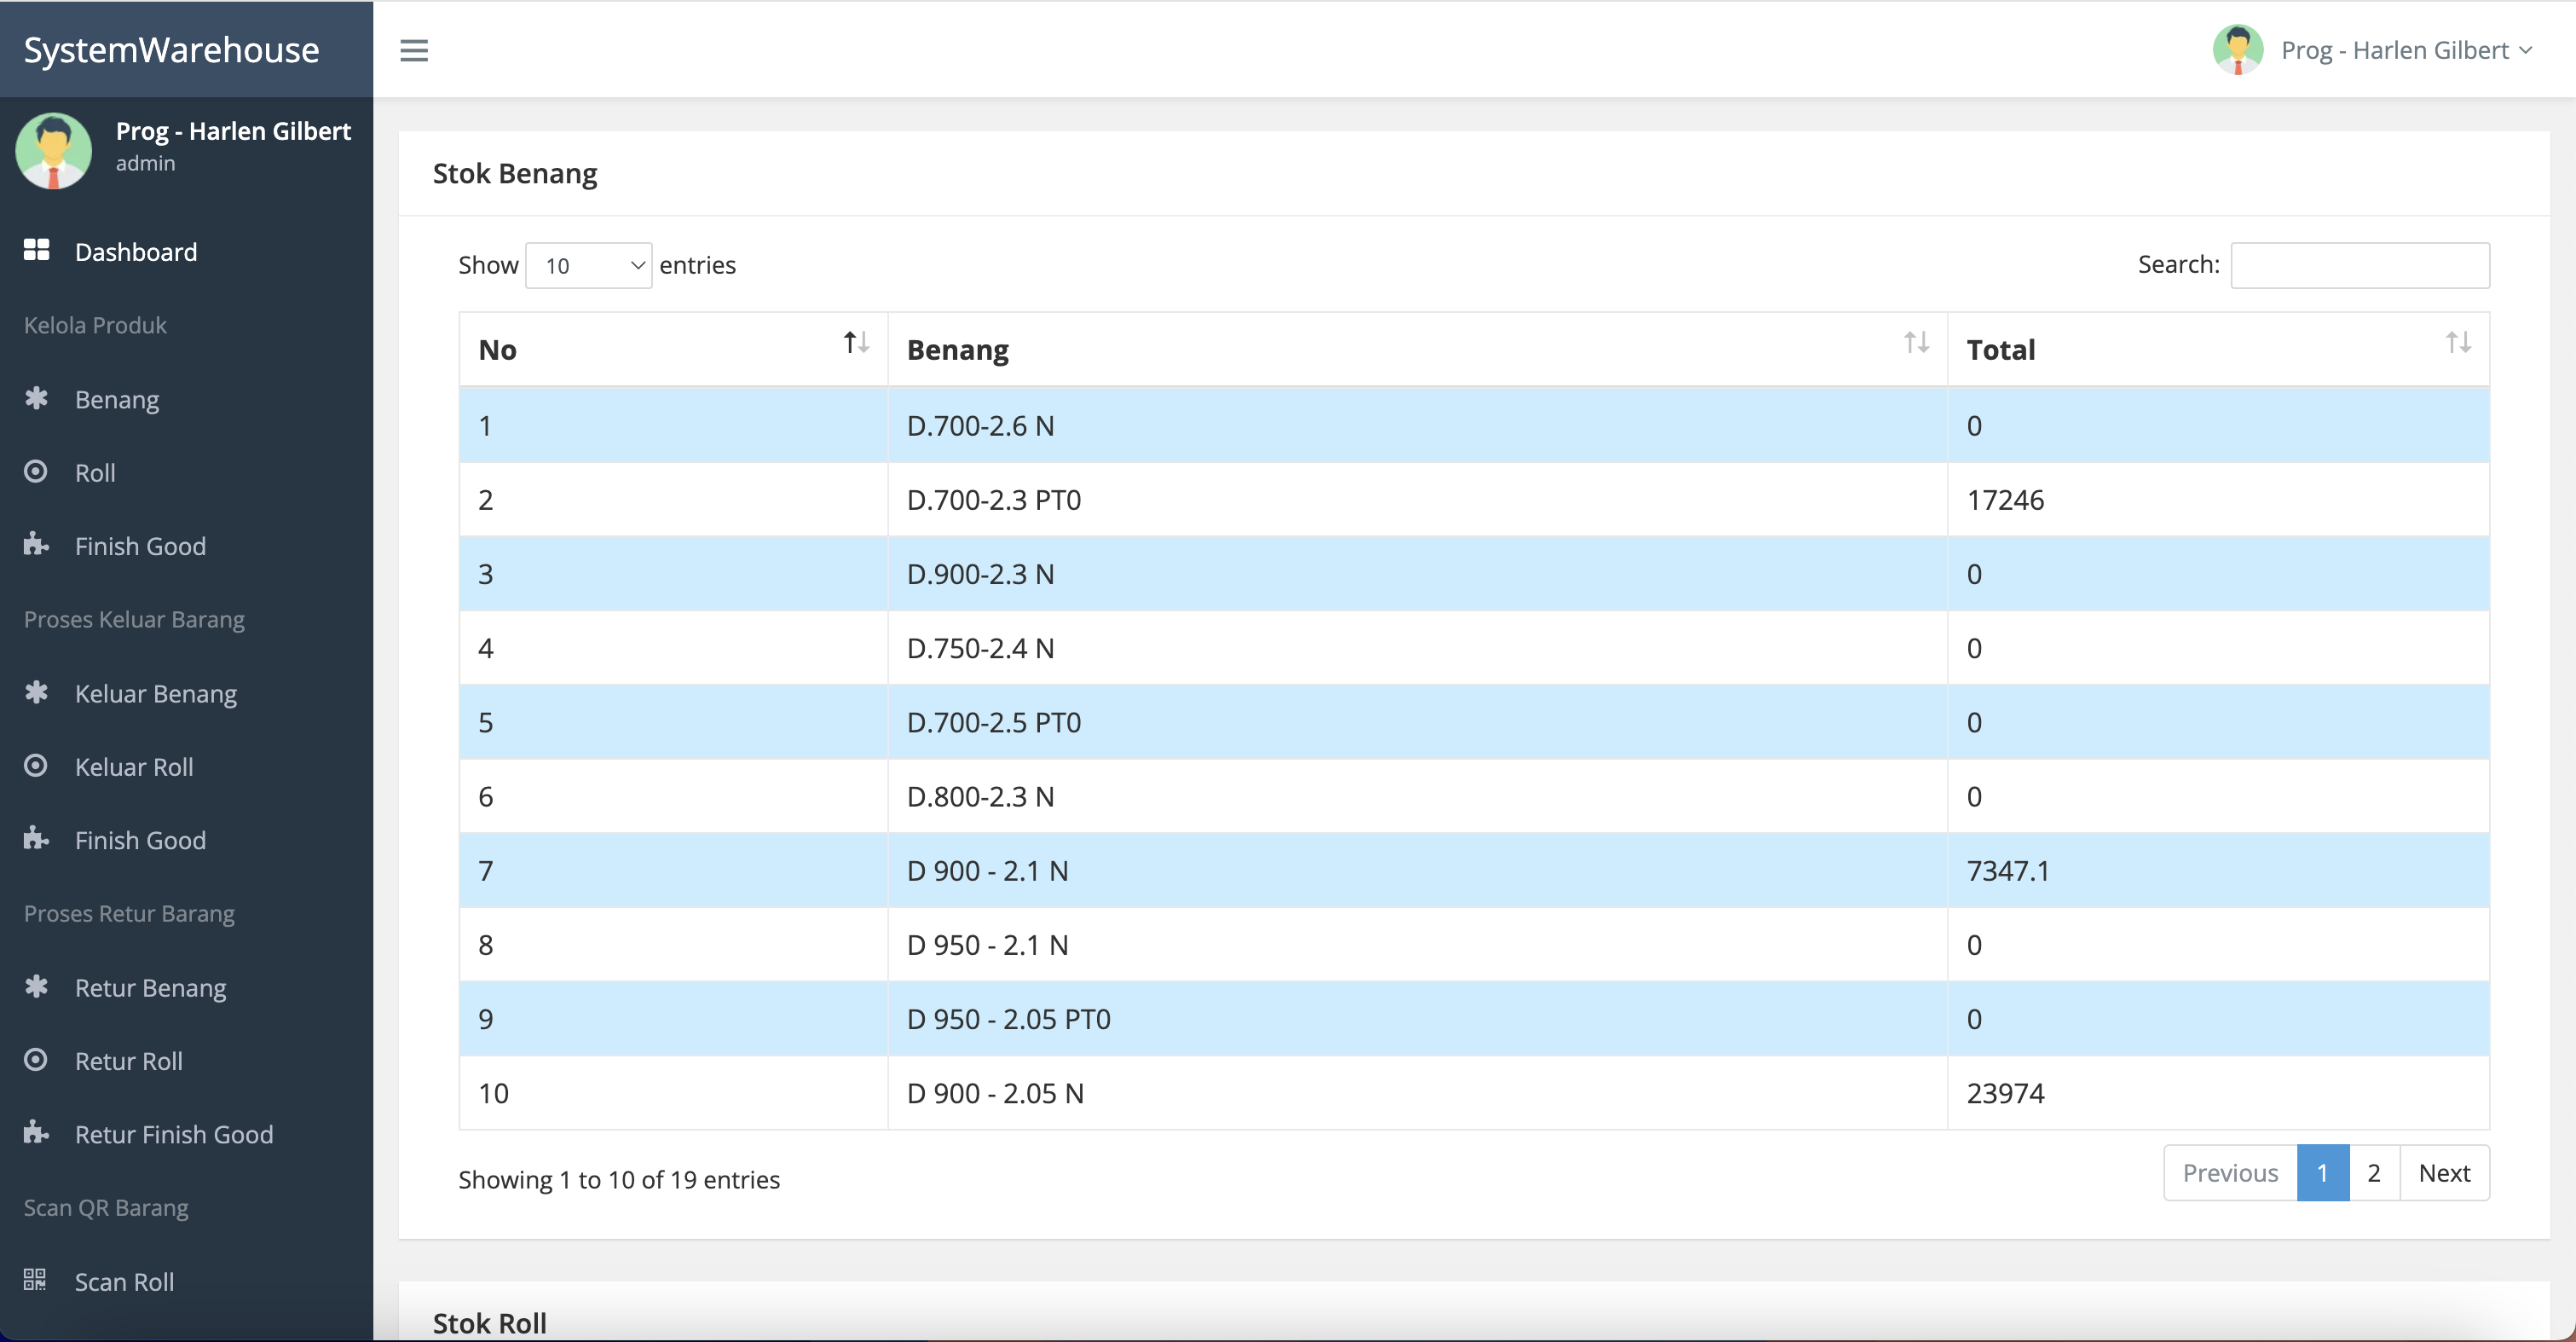 SystemWarehouse
Prog - Harlen Gilbert
Prog - Harlen Gilbert
admin
Dashboard
Kelola Produk
Benang
Roll
Finish Good
Proses Keluar Barang
Keluar Benang
Keluar Roll
Finish Good
Proses Retur Barang
Retur Benang
Retur Roll
Retur Finish Good
Scan QR Barang
Scan Roll
Stok Benang
Show 10 entries Search:
No Benang Total
1 D.700-2.6 N 0
2 D.700-2.3 PT0 17246
3 D.900-2.3 N 0
4 D.750-2.4 N 0
5 D.700-2.5 PT0 0
6 D.800-2.3 N 0
7 D 900 - 2.1 N 7347.1
8 D 950 - 2.1 N 0
9 D 950 - 2.05 PT0 0
10 D 900 - 2.05 N 23974
Showing 1 to 10 of 19 entries Previous 1 2 Next
Stok Roll